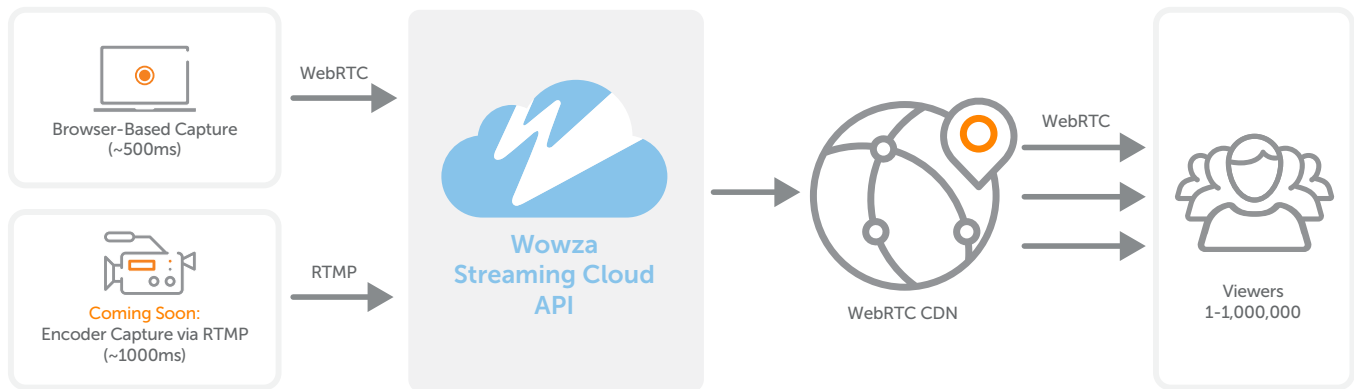 Browser-Based Capture
(~500ms)
WebRTC
Coming Soon:
Encoder Capture via RTMP
(~1000ms)
RTMP
Wowza
Streaming Cloud
API
WebRTC CDN
WebRTC
Viewers
1-1,000,000